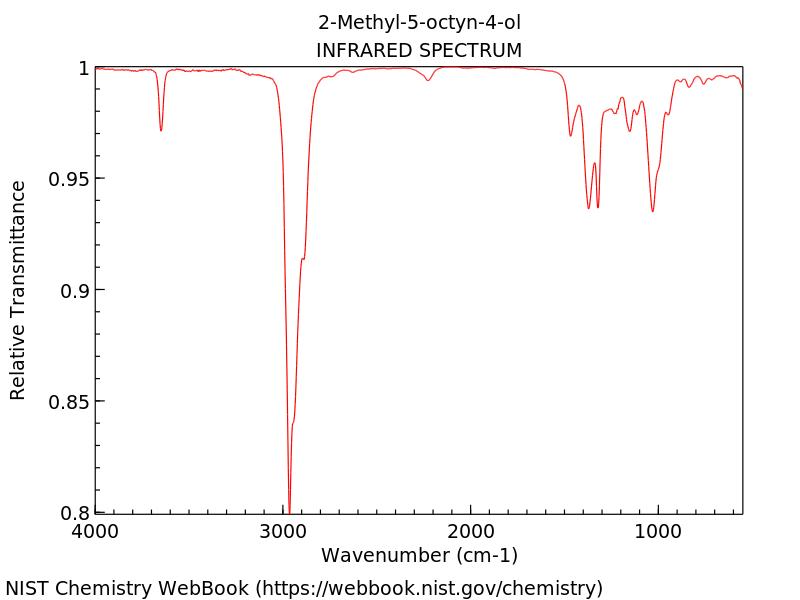 2-Methyl-5-octyn-4-ol
INFRARED SPECTRUM
1
0.95
0.9
0.85
0.8
Relative Transmittance
4000 3000 2000 1000
Wavenumber (cm-1)
NIST Chemistry WebBook (https://webbook.nist.gov/chemistry)